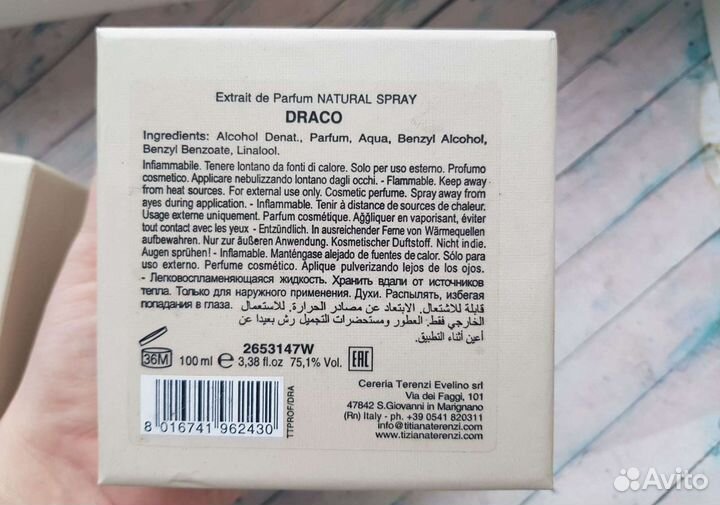 Extrait de Parfum NATURAL SPRAY
DRACO
Ingredients: Alcohol Denat., Parfum, Aqua, Benzyl Alcohol,
Benzyl Benzoate, Linalool.
Infiammabile. Tenere lontano da fonti di calore. Solo per uso esterno. Profumo
cosmetico. Applicare nebulizzando lontano dagli occhi. - Flammable. Keep away
from heat sources. For external use only. Cosmetic perfume. Spray away from
ayes during application. - Inflammable. Tenir à distance de sources de chaleur.
Usage externe uniquement. Parfum cosmétique. Ağğliquer en vaporisant, éviter
tout contact avec les yeux - Entzündlich. In ausreichender Ferne von Wärmequellen
aufbewahren. Nur zur äußeren Anwendung. Kosmetischer Duftstoff. Nicht in die.
Augen sprühen! - Inflamable. Manténgase alejado de fuentes de calor. Sólo para
uso externo. Perfume cosmético. Aplique pulverizando lejos de los ojos.
- Легковоспламеняющаяся жидкость. Хранить вдали от источников
тепла. Только для наружного применения. Духи. Распылять, избегая
попадания в глаза.
قابلة للاشتعال. الابتعاد عن مصادر الحرارة. للاستعمال
الخارجي فقط. العطور ومستحضرات التجميل رش بعيدا عن
أعين أثناء التطبيق.
36M 100 ml e 2653147W
3,38 fl.oz 75,1% Vol. EAC
TTPROF/DRA
8 016741 962430
Cereria Terenzi Evelino srl
Via dei Faggi, 101
47842 S.Giovanni in Marignano
(Rn) Italy - ph. +39 0541 820311
info@titianaterenzi.com
www.tizianaterenzi.com
Avito